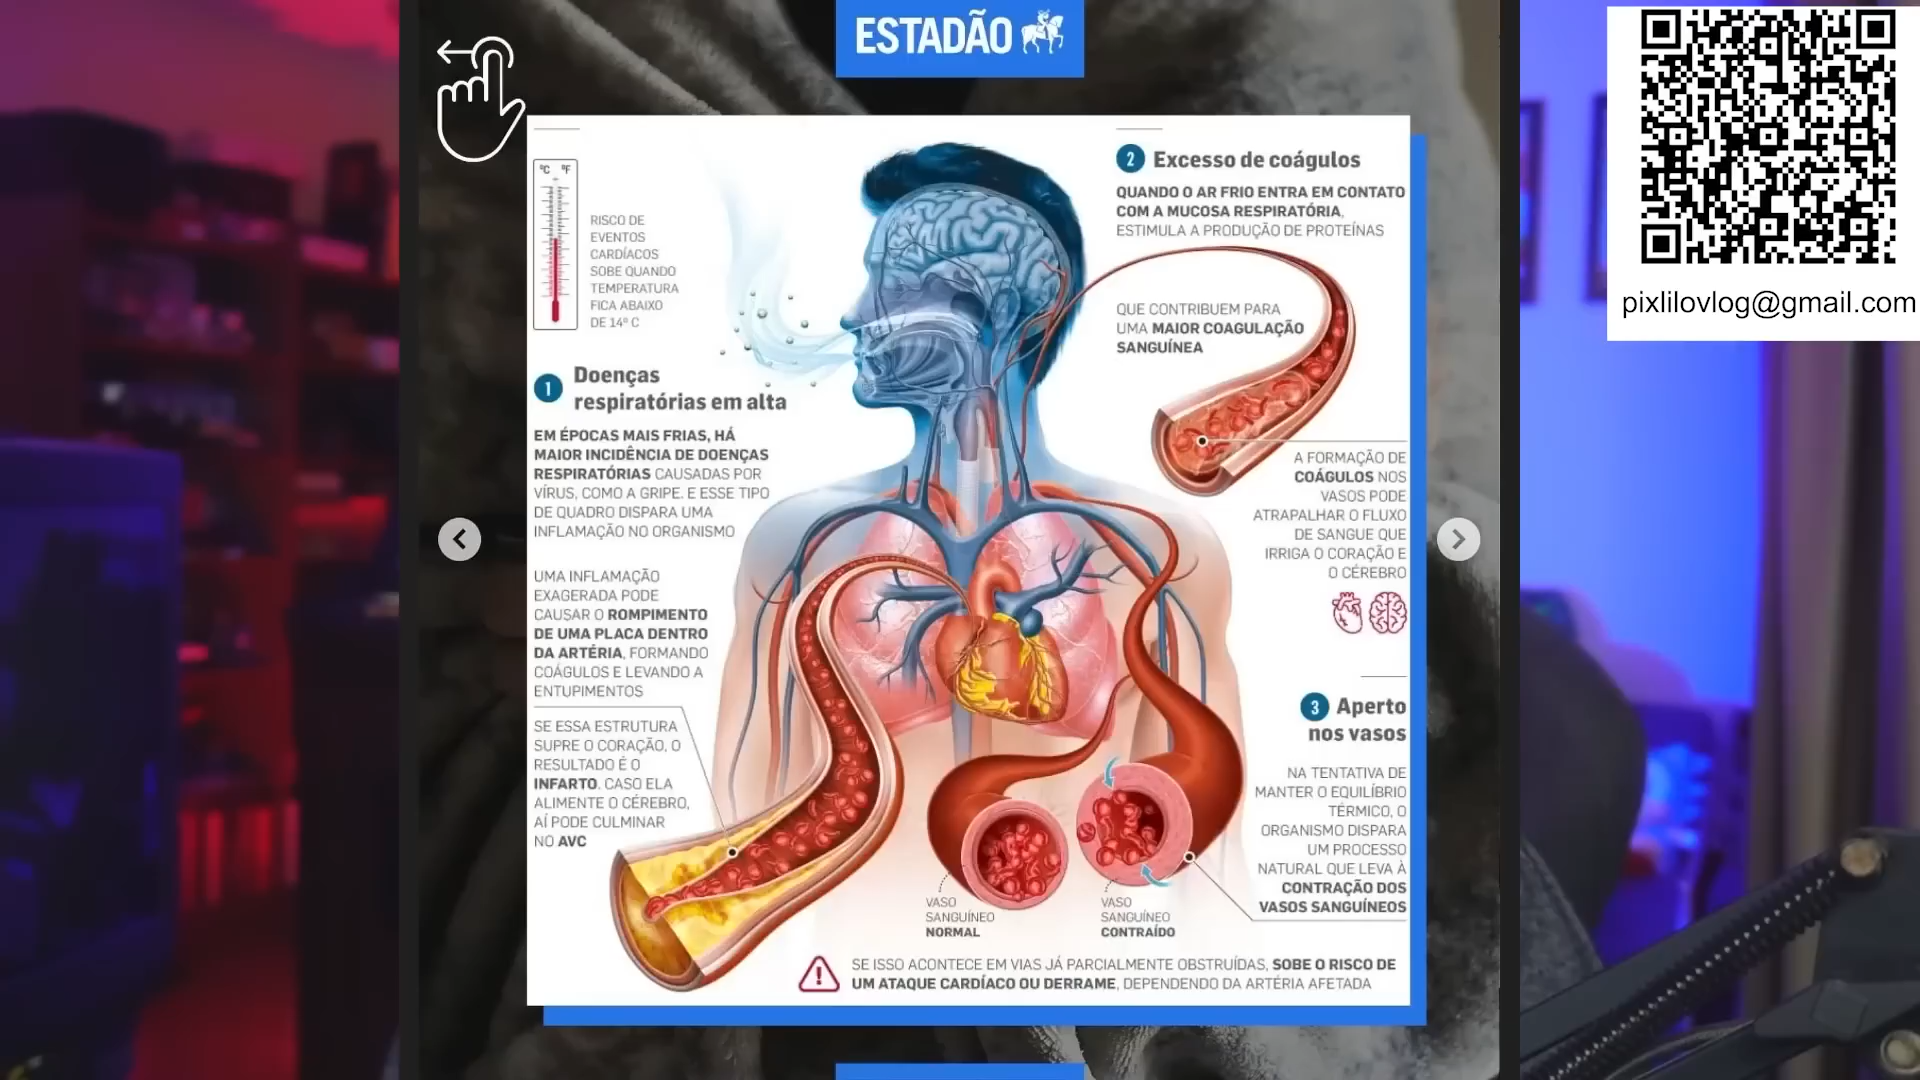 ESTADÃO
pixlilovlog@gmail.com
°C °F
RISCO DE
EVENTOS
CARDÍACOS
SOBE QUANDO
TEMPERATURA
FICA ABAIXO
DE 14º C
1 Doenças
respiratórias em alta
EM ÉPOCAS MAIS FRIAS, HÁ
MAIOR INCIDÊNCIA DE DOENÇAS
RESPIRATÓRIAS CAUSADAS POR
VÍRUS, COMO A GRIPE. E ESSE TIPO
DE QUADRO DISPARA UMA
INFLAMAÇÃO NO ORGANISMO
UMA INFLAMAÇÃO
EXAGERADA PODE
CAUSAR O ROMPIMENTO
DE UMA PLACA DENTRO
DA ARTÉRIA, FORMANDO
COÁGULOS E LEVANDO A
ENTUPIMENTOS
SE ESSA ESTRUTURA
SUPRE O CORAÇÃO, O
RESULTADO É O
INFARTO. CASO ELA
ALIMENTE O CÉREBRO,
AÍ PODE CULMINAR
NO AVC
2 Excesso de coágulos
QUANDO O AR FRIO ENTRA EM CONTATO
COM A MUCOSA RESPIRATÓRIA,
ESTIMULA A PRODUÇÃO DE PROTEÍNAS
QUE CONTRIBUEM PARA
UMA MAIOR COAGULAÇÃO
SANGUÍNEA
A FORMAÇÃO DE
COÁGULOS NOS
VASOS PODE
ATRAPALHAR O FLUXO
DE SANGUE QUE
IRRIGA O CORAÇÃO E
O CÉREBRO
3 Aperto
nos vasos
NA TENTATIVA DE
MANTER O EQUILÍBRIO
TÉRMICO, O
ORGANISMO DISPARA
UM PROCESSO
NATURAL QUE LEVA À
CONTRAÇÃO DOS
VASOS SANGUÍNEOS
VASO
SANGUÍNEO
NORMAL
VASO
SANGUÍNEO
CONTRAÍDO
SE ISSO ACONTECE EM VIAS JÁ PARCIALMENTE OBSTRUÍDAS, SOBE O RISCO DE
UM ATAQUE CARDÍACO OU DERRAME, DEPENDENDO DA ARTÉRIA AFETADA